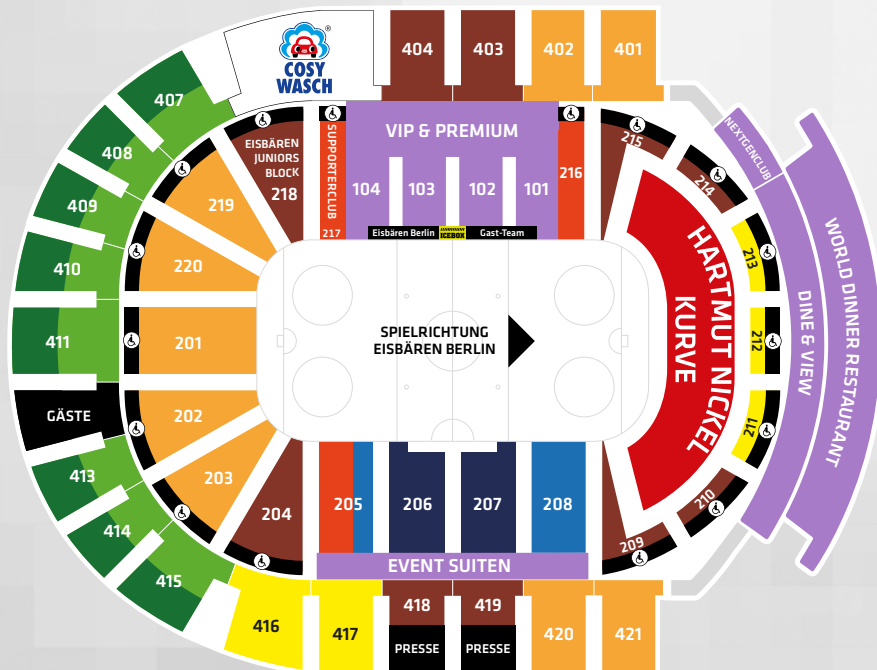 404
403
402
401
®
COSY
WASCH
407
408
409
410
411
GÄSTE
413
414
415
416
417
418
419
420
421
PRESSE
PRESSE
EISBÄREN
JUNIORS
BLOCK
218
SUPPORTERCLUB
217
VIP & PREMIUM
104
103
102
101
216
Eisbären Berlin
ICEBOX
Gast-Team
215
214
213
212
211
210
209
219
220
201
202
203
204
205
206
207
208
EVENT SUITEN
SPIELRICHTUNG
EISBÄREN BERLIN
HARTMUT NICKEL
KURVE
NEXTGENCLUB
DINE & VIEW
WORLD DINNER RESTAURANT